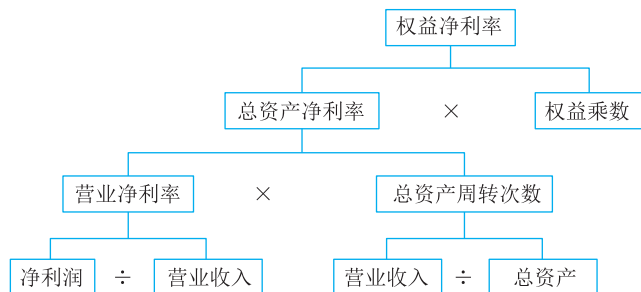 权益净利率
总资产净利率 × 权益乘数
营业净利率 × 总资产周转次数
净利润 ÷ 营业收入 营业收入 ÷ 总资产